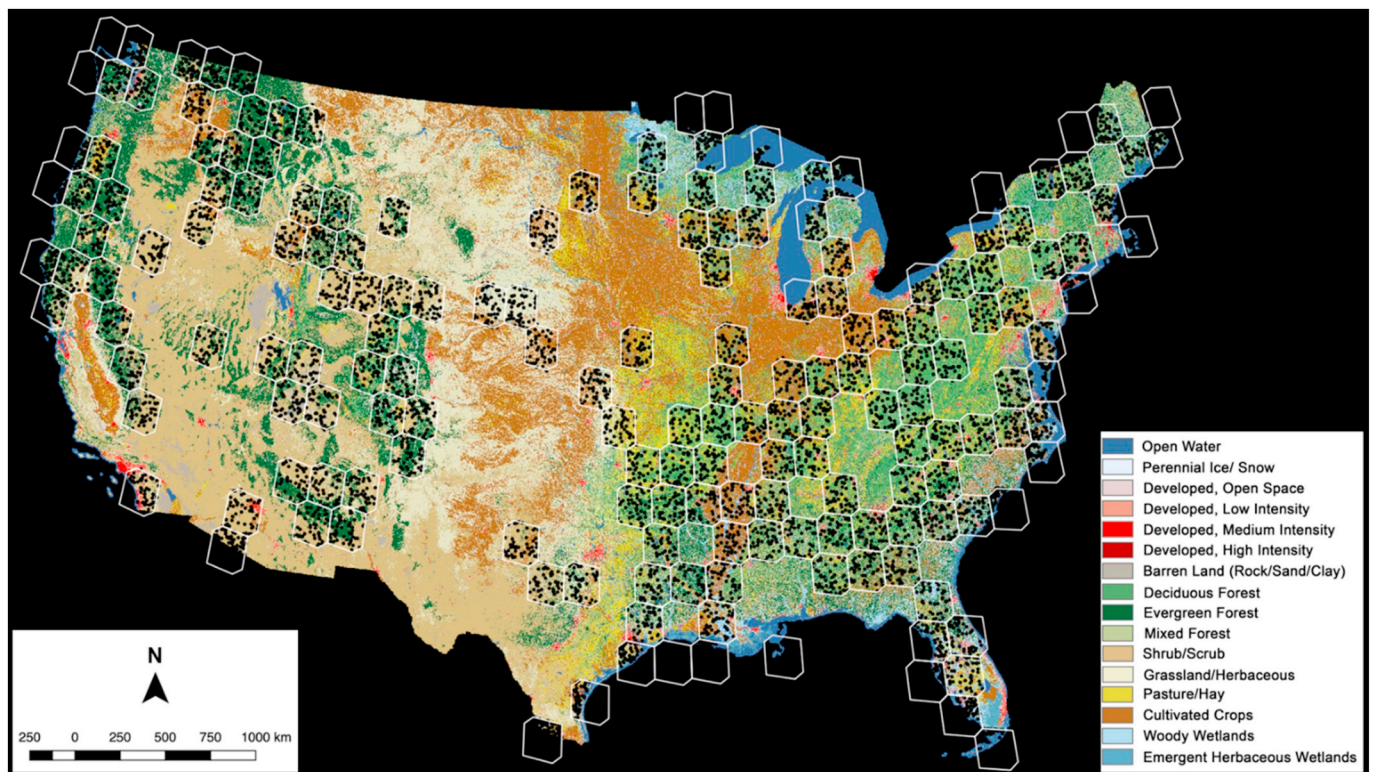 Open Water
Perennial Ice/ Snow
Developed, Open Space
Developed, Low Intensity
Developed, Medium Intensity
Developed, High Intensity
Barren Land (Rock/Sand/Clay)
Deciduous Forest
Evergreen Forest
Mixed Forest
Shrub/Scrub
Grassland/Herbaceous
Pasture/Hay
Cultivated Crops
Woody Wetlands
Emergent Herbaceous Wetlands
N
250 0 250 500 750 1000 km